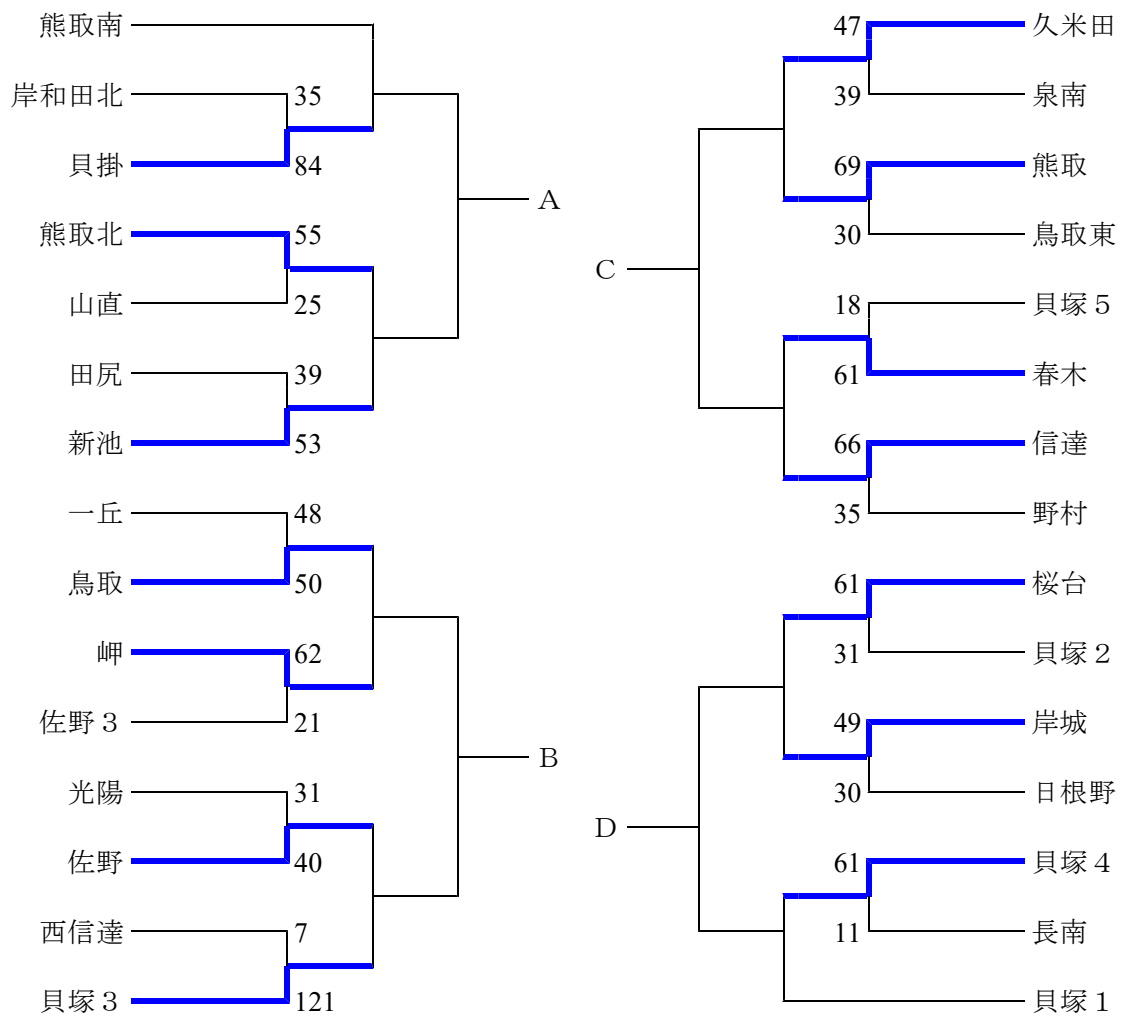 熊取南
岸和田北 35
貝掛 84
熊取北 55
山直 25
田尻 39
新池 53
A
一丘 48
鳥取 50
岬 62
佐野３ 21
光陽 31
佐野 40
西信達 7
貝塚３ 121
B
47 久米田
39 泉南
69 熊取
30 鳥取東
18 貝塚５
61 春木
66 信達
35 野村
C
61 桜台
31 貝塚２
49 岸城
30 日根野
61 貝塚４
11 長南
貝塚１
D